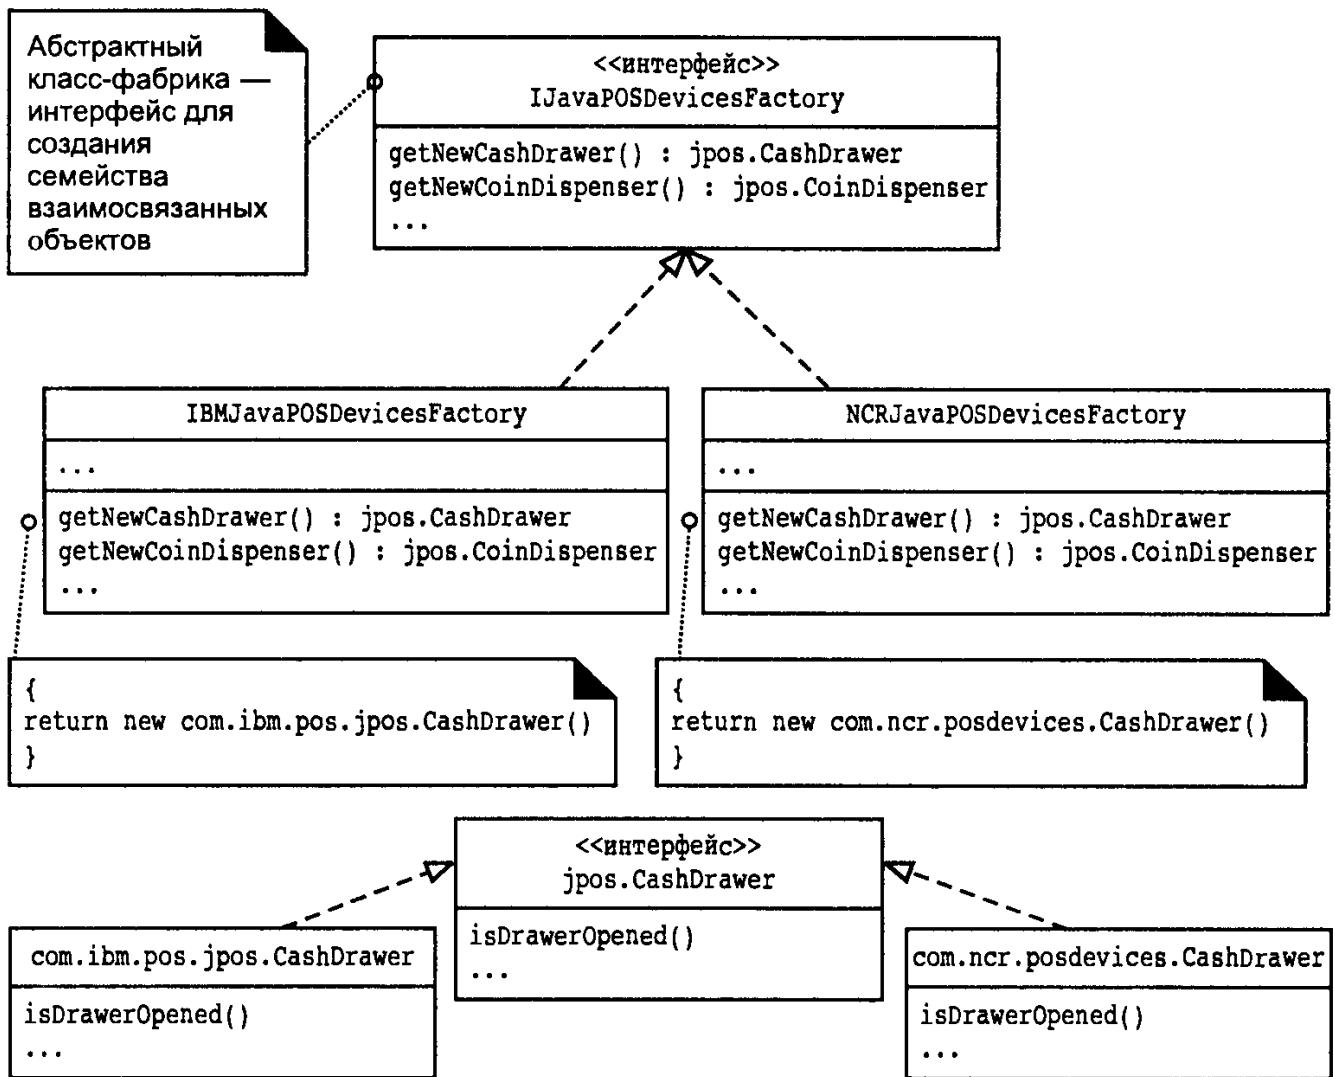 Абстрактный
класс-фабрика —
интерфейс для
создания
семейства
взаимосвязанных
объектов
<<интерфейс>>
IJavaPOSDevicesFactory
getNewCashDrawer() : jpos.CashDrawer
getNewCoinDispenser() : jpos.CoinDispenser
...
IBMJavaPOSDevicesFactory
...
getNewCashDrawer() : jpos.CashDrawer
getNewCoinDispenser() : jpos.CoinDispenser
...
NCRJavaPOSDevicesFactory
...
getNewCashDrawer() : jpos.CashDrawer
getNewCoinDispenser() : jpos.CoinDispenser
...
{
return new com.ibm.pos.jpos.CashDrawer()
}
{
return new com.ncr.posdevices.CashDrawer()
}
<<интерфейс>>
jpos.CashDrawer
isDrawerOpened()
...
com.ibm.pos.jpos.CashDrawer
isDrawerOpened()
...
com.ncr.posdevices.CashDrawer
isDrawerOpened()
...